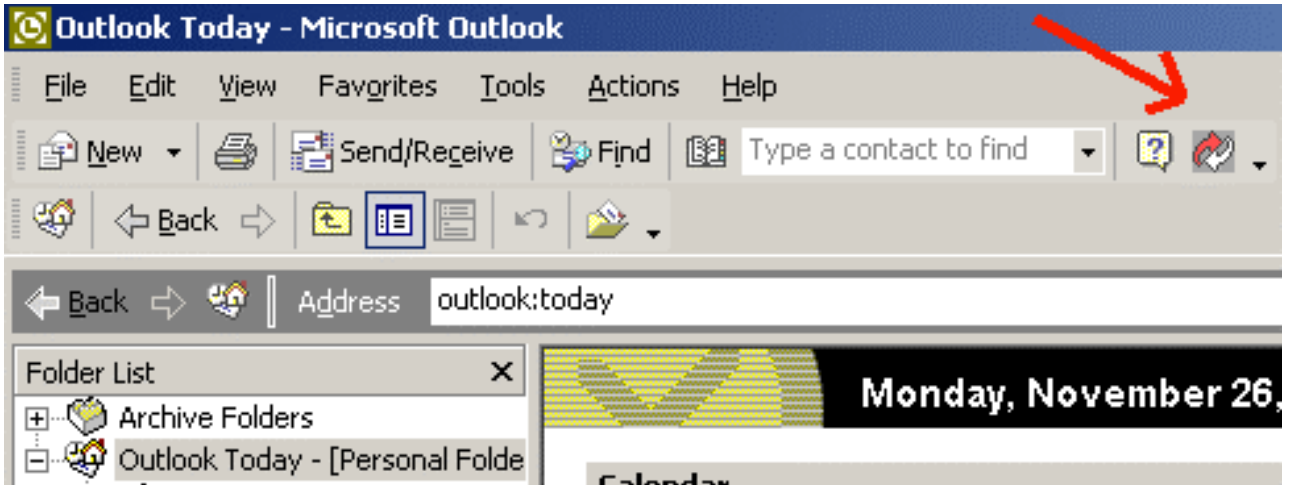 Outlook Today - Microsoft Outlook
File Edit View Favorites Tools Actions Help
New Send/Receive Find Type a contact to find
Back
Back Address outlook:today
Folder List
Monday, November 26,
Archive Folders
Outlook Today - [Personal Folde
Calendar